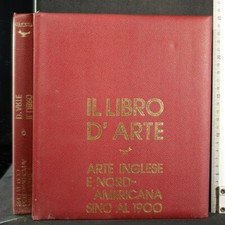 IL LIBRO
D'ARTE
ARTE INGLESE
E NORD-
AMERICANA
SINO AL 1900
IL LIBRO
D'ARTE